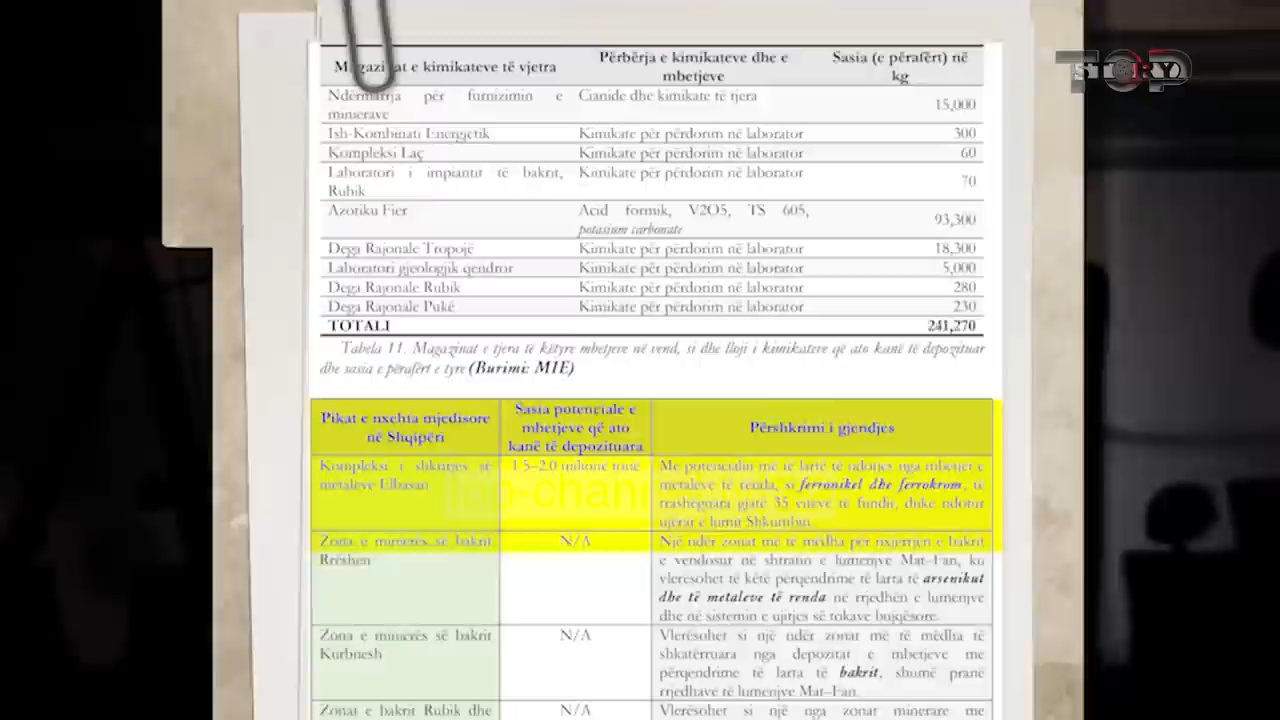 TOP STORY
Magazinat e kimikateve të vjetra
Përbërja e kimikateve dhe e
mbetjeve
Sasia (e përafërt) në
kg
Ndërmarrja për furnizimin e
minierave
Cianide dhe kimikate të tjera
15,000
Ish-Kombinati Energjetik
Kimikate për përdorim në laborator
300
Kompleksi Laç
Kimikate për përdorim në laborator
60
Laboratori i impiantit të bakrit,
Rubik
Kimikate për përdorim në laborator
70
Azotiku Fier
Acid formik, V2O5, TS 605,
potasium carbonate
93,300
Dega Rajonale Tropojë
Kimikate për përdorim në laborator
18,300
Laboratori gjeologjik qendror
Kimikate për përdorim në laborator
5,000
Dega Rajonale Rubik
Kimikate për përdorim në laborator
280
Dega Rajonale Pukë
Kimikate për përdorim në laborator
230
TOTALI
241,270
Tabela 11. Magazinat e tjera të këtyre mbetjeve në vend, si dhe lloji i kimikateve që ato kanë të depozituar
dhe sasia e përafërt e tyre (Burimi: MIE)
Pikat e nxehta mjedisore
në Shqipëri
Sasia potenciale e
mbetjeve që ato
kanë të depozituara
Përshkrimi i gjendjes
Kompleksi i shkrirjes së
metaleve Elbasan
1.5–2.0 milionë tonë
Me potencialin më të lartë të ndotjes nga mbetjet e
metaleve të rënda, si ferronikel dhe ferrokrom, të
trashëguara gjatë 35 viteve të fundit, duke ndotur
ujërat e lumit Shkumbin.
Zona e minierës së bakrit
Rrëshen
N/A
Një ndër zonat më të mëdha për nxjerrjen e bakrit
e vendosur në shtratin e lumenjve Mat–Fan, ku
vlerësohet të ketë përqendrime të larta të arsenikut
dhe të metaleve të rënda në rrjedhën e lumenjve
dhe në sistemin e ujitjes së tokave bujqësore.
Zona e minierës së bakrit
Kurbnesh
N/A
Vlerësohet si një ndër zonat më të mëdha të
shkatërruara nga depozitat e mbetjeve me
përqendrime të larta të bakrit, shumë pranë
rrjedhave të lumenjve Mat–Fan.
Zonat e bakrit Rubik dhe
N/A
Vlerësohet si një nga zonat minerare me